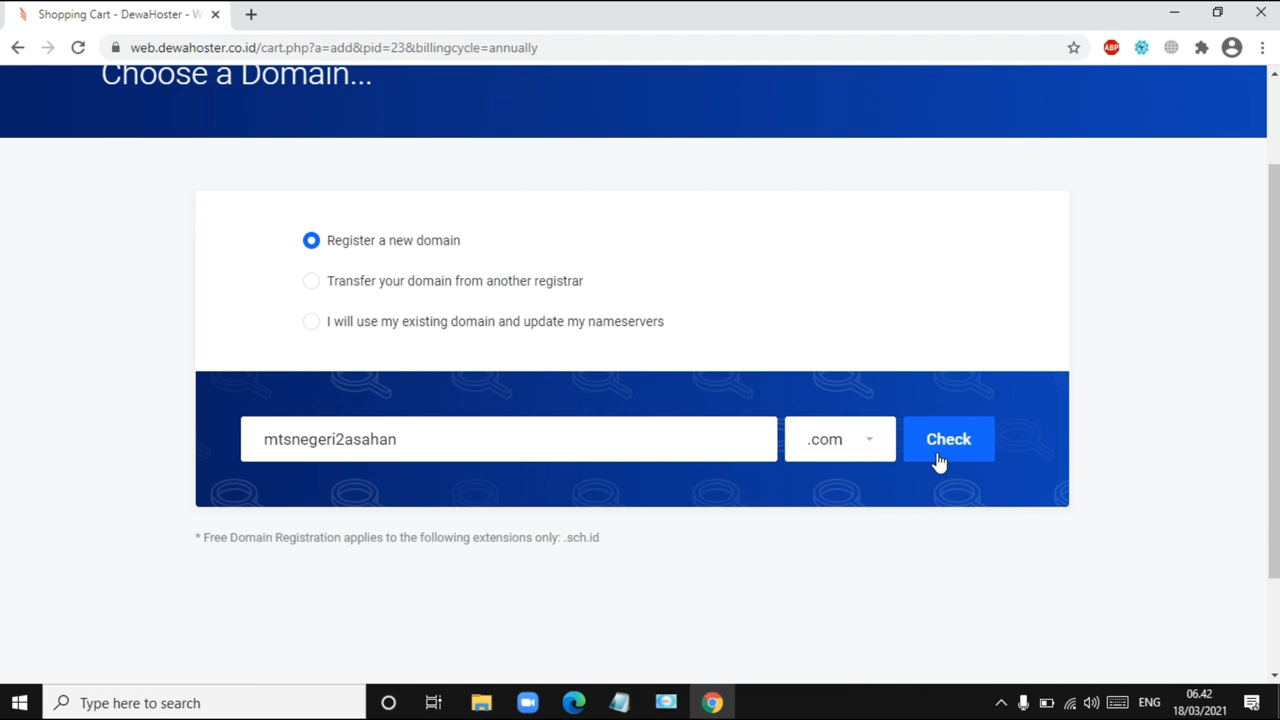 Shopping Cart - DewaHoster - W
web.dewahoster.co.id/cart.php?a=add&pid=23&billingcycle=annually
ABP
Choose a Domain...
Register a new domain
Transfer your domain from another registrar
I will use my existing domain and update my nameservers
mtsnegeri2asahan .com Check
* Free Domain Registration applies to the following extensions only: .sch.id
Type here to search
ENG
06.42
18/03/2021